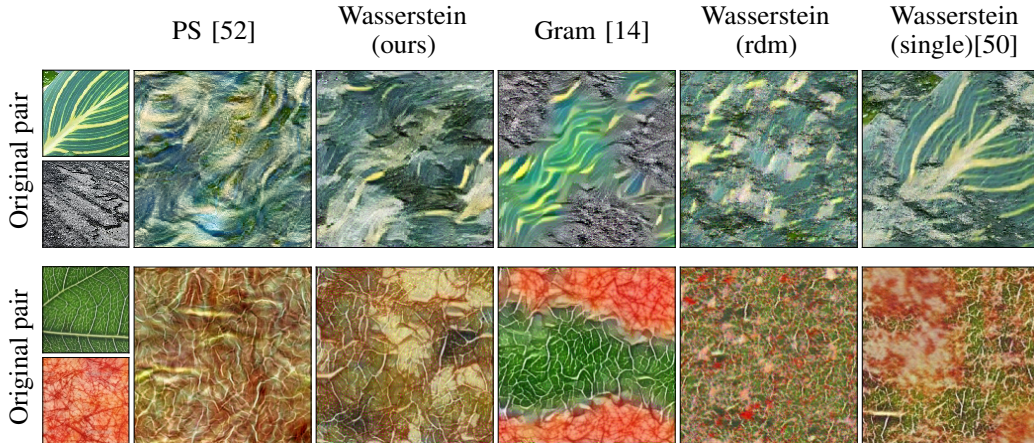 PS [52]
Wasserstein
(ours)
Gram [14]
Wasserstein
(rdm)
Wasserstein
(single)[50]
Original pair
Original pair